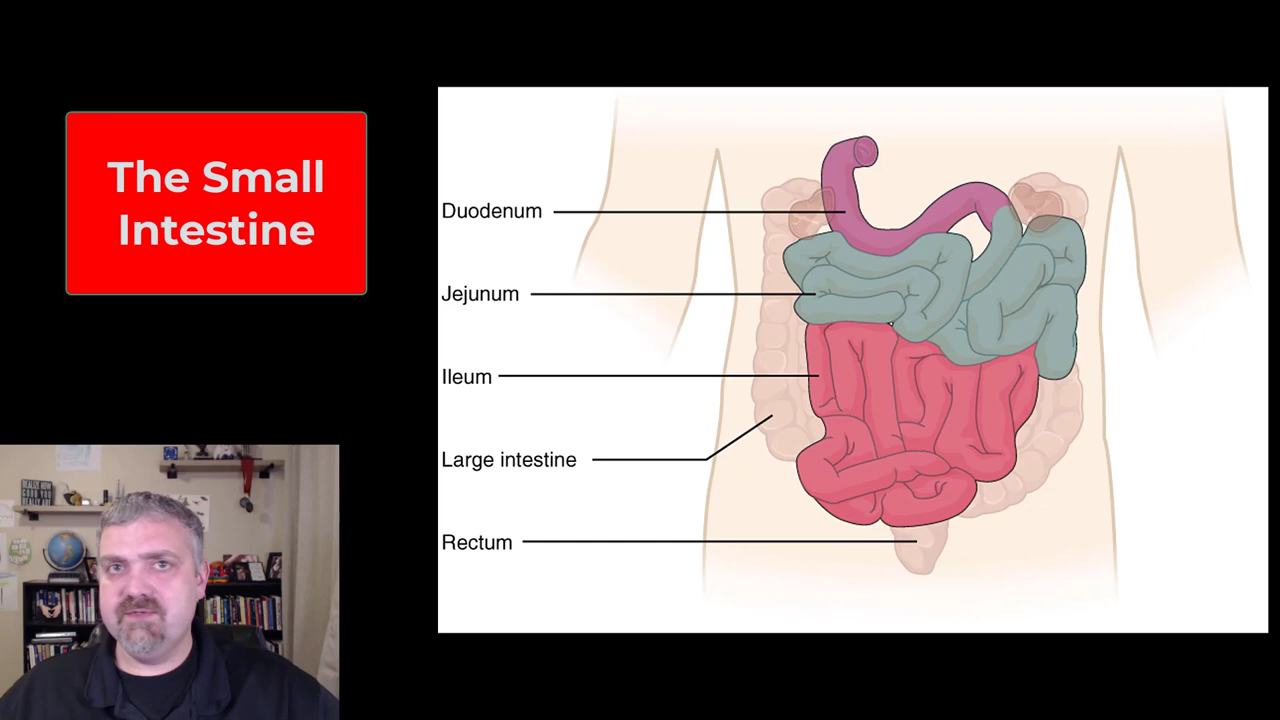 The Small
Intestine
Duodenum
Jejunum
Ileum
Large intestine
Rectum